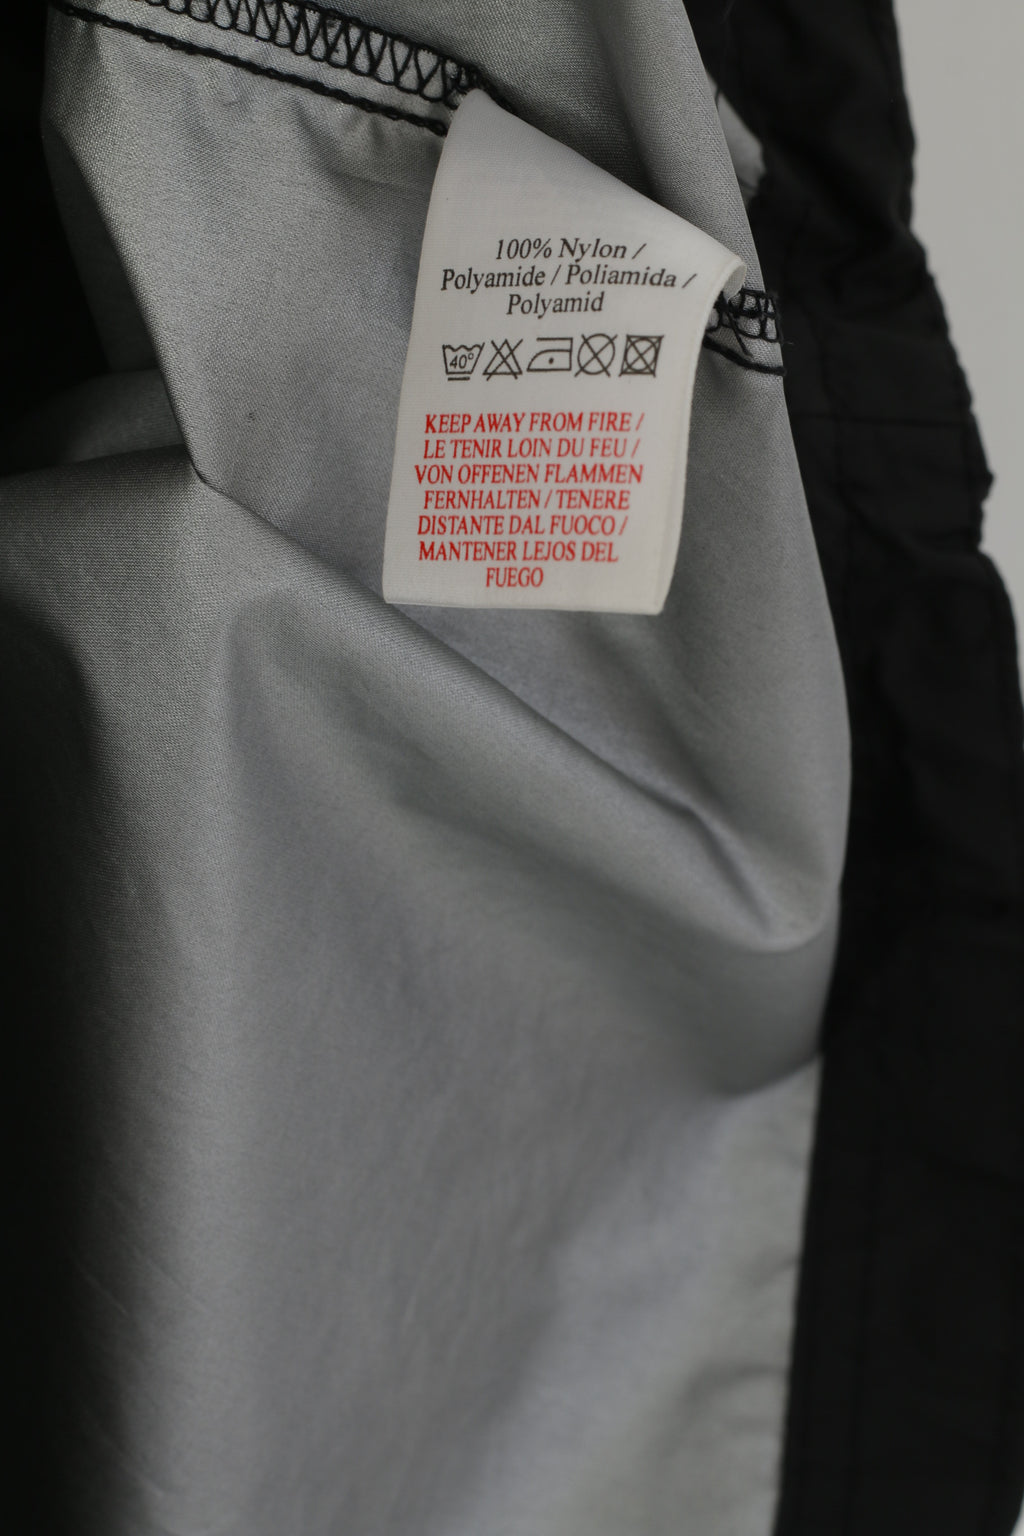 100% Nylon /
Polyamide / Poliamida /
Polyamid
40°
KEEP AWAY FROM FIRE /
LE TENIR LOIN DU FEU /
VON OFFENEN FLAMMEN
FERNHALTEN / TENERE
DISTANTE DAL FUOCO /
MANTENER LEJOS DEL
FUEGO